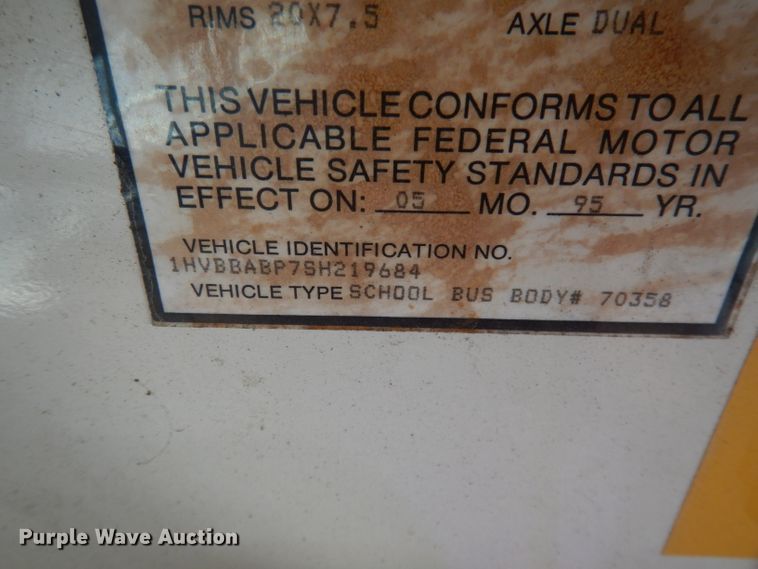 RIMS 20X7.5 AXLE DUAL
THIS VEHICLE CONFORMS TO ALL
APPLICABLE FEDERAL MOTOR
VEHICLE SAFETY STANDARDS IN
EFFECT ON: 05 MO. 95 YR.
VEHICLE IDENTIFICATION NO.
1HVBBABP7SH219684
VEHICLE TYPE SCHOOL BUS BODY# 70358
Purple Wave Auction